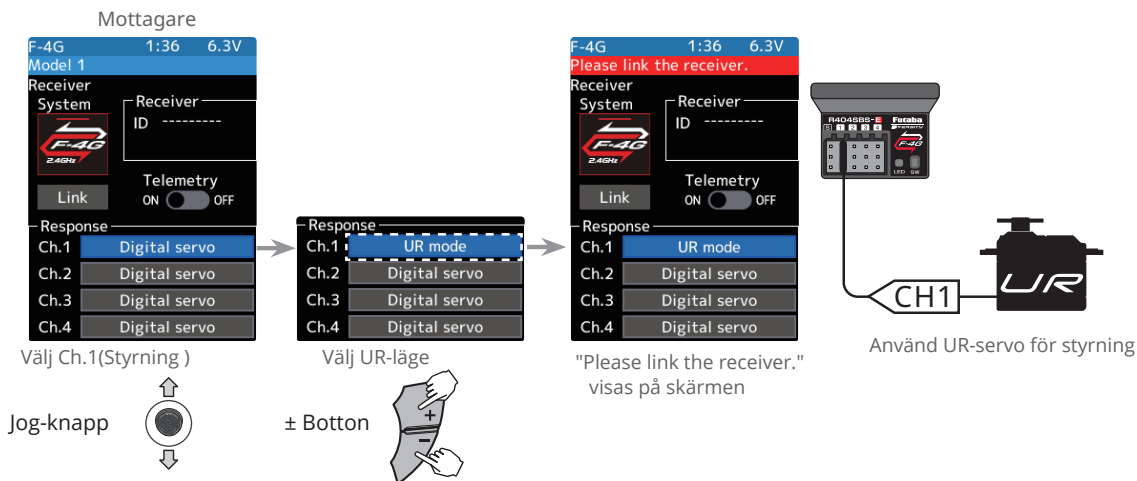 Mottagare
F-4G 1:36 6.3V
Model 1
Receiver
System
Receiver
ID ---------
F-4G
2.4GHz
Telemetry
Link
ON OFF
Response
Ch.1 Digital servo
Ch.2 Digital servo
Ch.3 Digital servo
Ch.4 Digital servo
Välj Ch.1(Styrning )
Jog-knapp
Response
Ch.1 UR mode
Ch.2 Digital servo
Ch.3 Digital servo
Ch.4 Digital servo
Välj UR-läge
± Botton
+
−
F-4G 1:36 6.3V
Please link the receiver.
Receiver
System
Receiver
ID ---------
F-4G
2.4GHz
Telemetry
Link
ON OFF
Response
Ch.1 UR mode
Ch.2 Digital servo
Ch.3 Digital servo
Ch.4 Digital servo
"Please link the receiver."
visas på skärmen
R404SBS-E Futaba
S 1 2 3 4
F-4G
LED SW
CH1
UR
Använd UR-servo för styrning